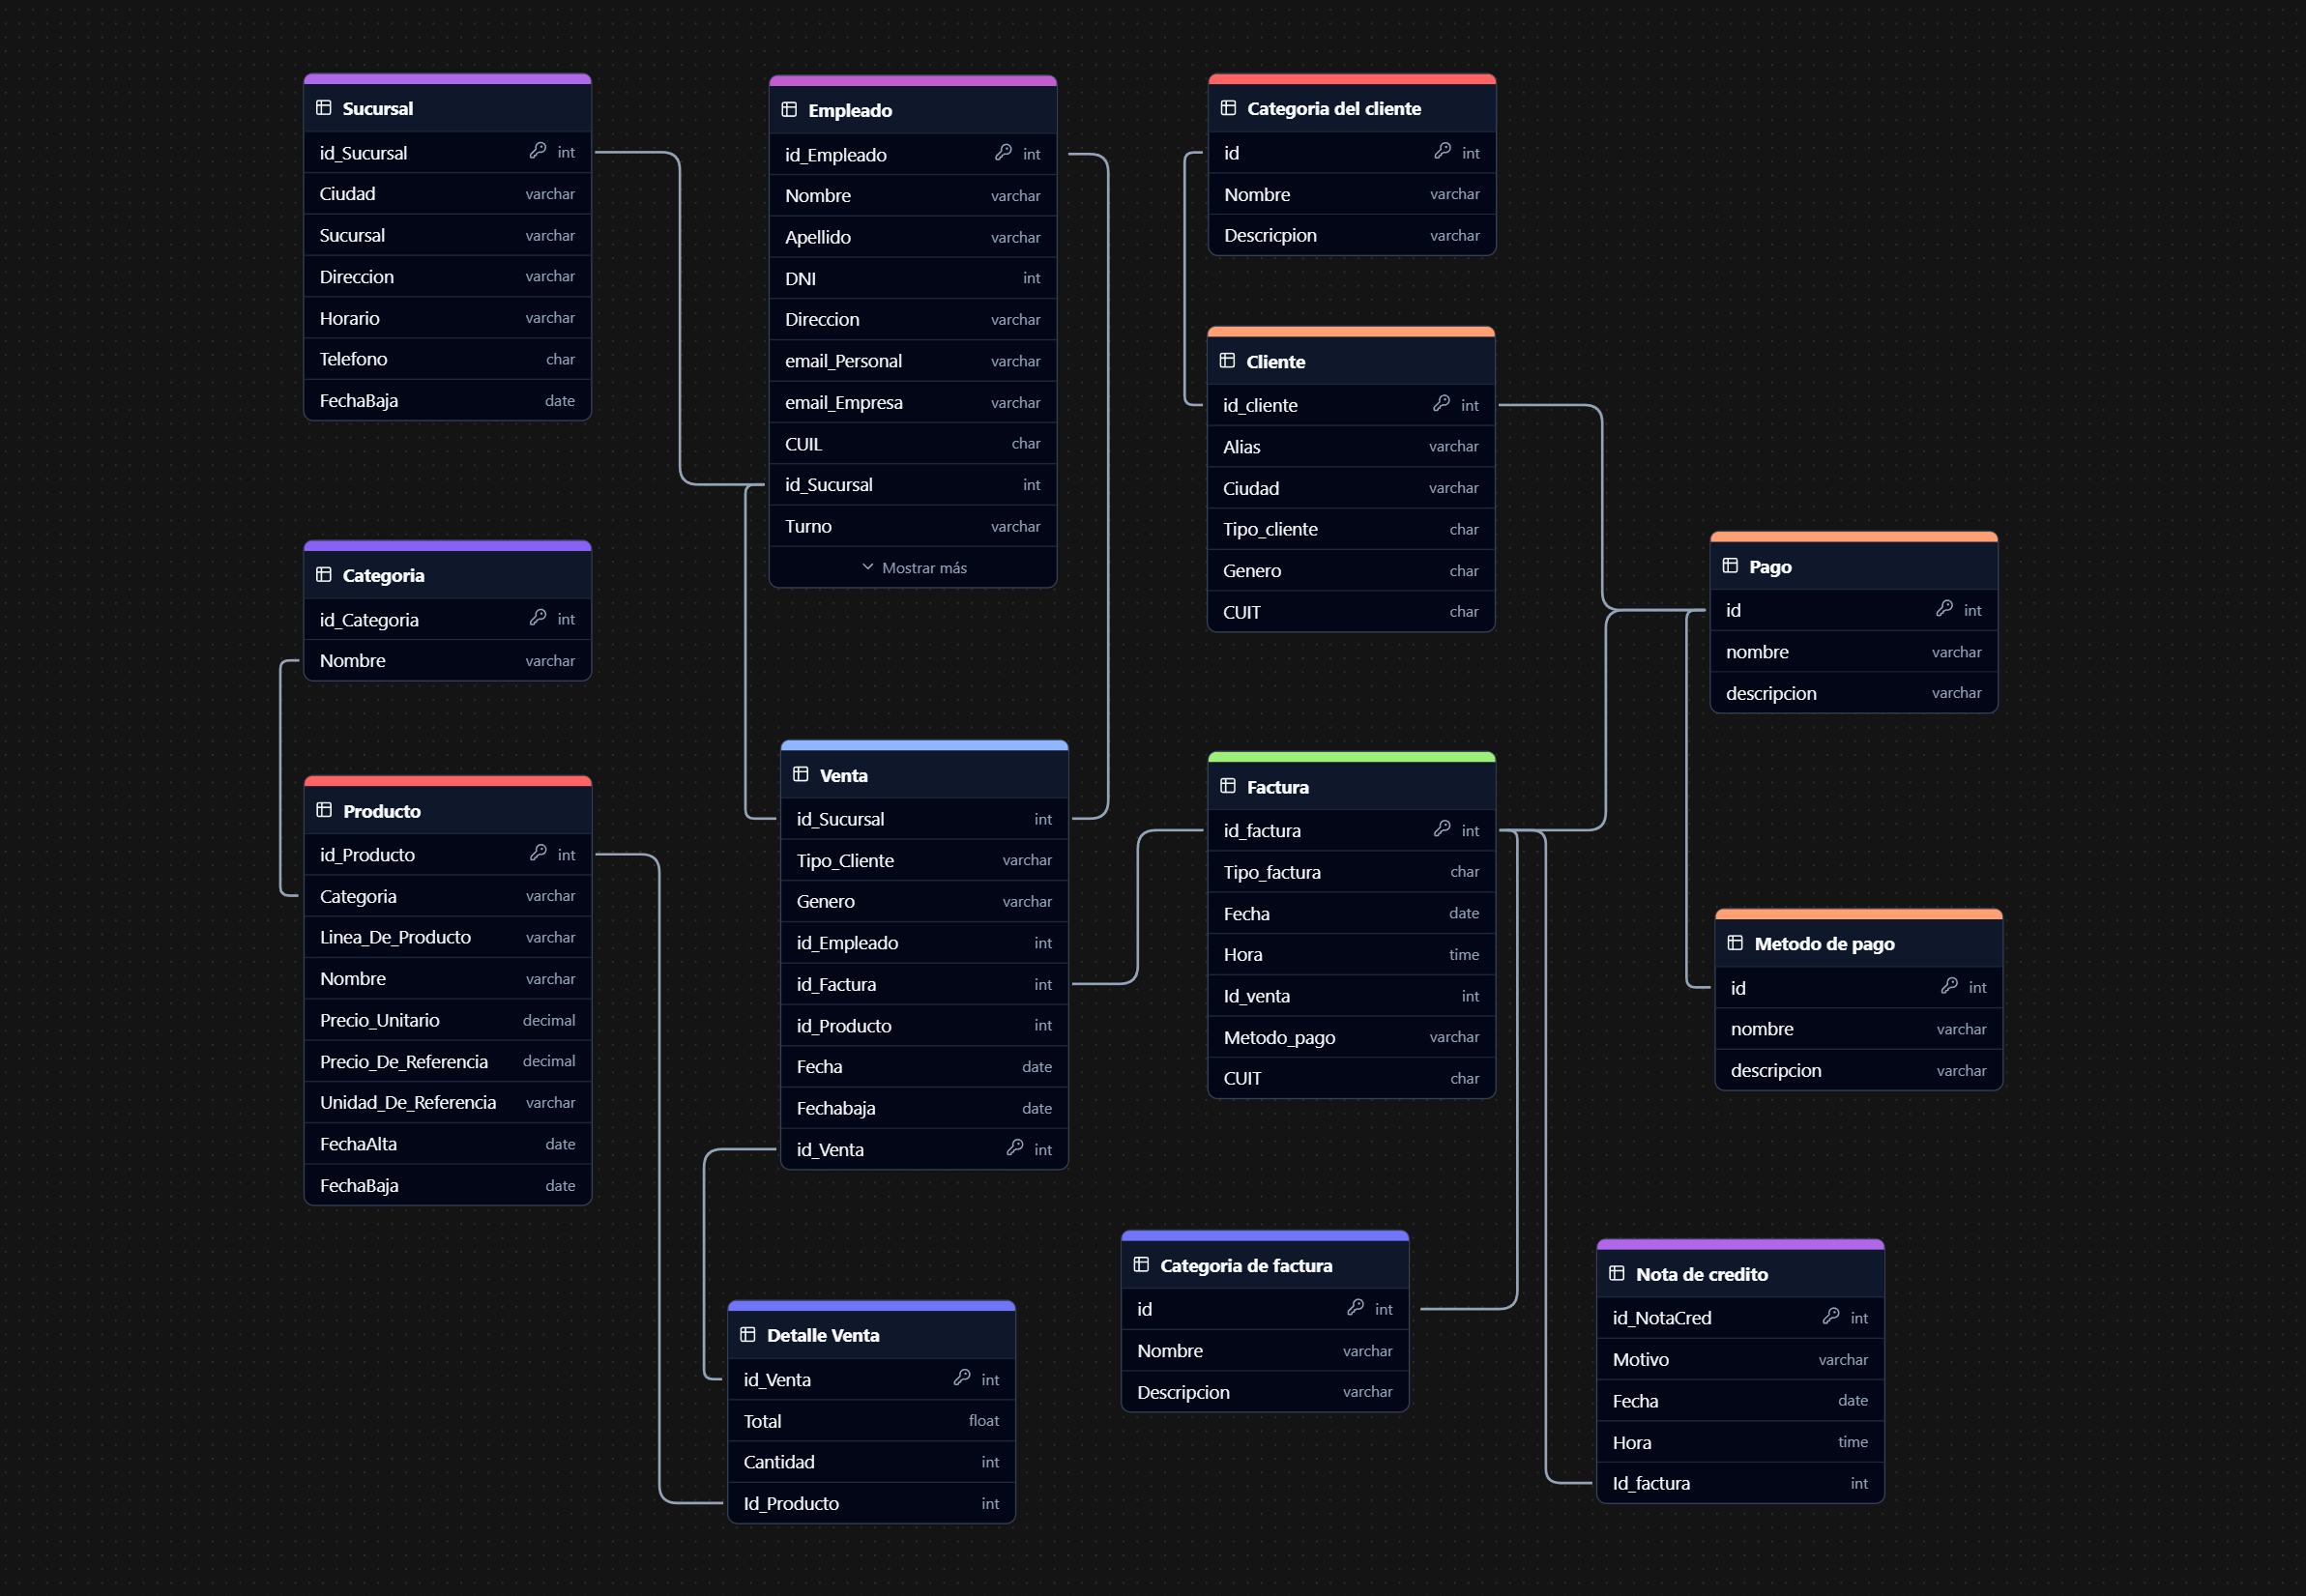 Sucursal
id_Sucursal int
Ciudad varchar
Sucursal varchar
Direccion varchar
Horario varchar
Telefono char
FechaBaja date
Empleado
id_Empleado int
Nombre varchar
Apellido varchar
DNI int
Direccion varchar
email_Personal varchar
email_Empresa varchar
CUIL char
id_Sucursal int
Turno varchar
Mostrar más
Categoria del cliente
id int
Nombre varchar
Descricpion varchar
Cliente
id_cliente int
Alias varchar
Ciudad varchar
Tipo_cliente char
Genero char
CUIT char
Categoria
id_Categoria int
Nombre varchar
Pago
id int
nombre varchar
descripcion varchar
Producto
id_Producto int
Categoria varchar
Linea_De_Producto varchar
Nombre varchar
Precio_Unitario decimal
Precio_De_Referencia decimal
Unidad_De_Referencia varchar
FechaAlta date
FechaBaja date
Venta
id_Sucursal int
Tipo_Cliente varchar
Genero varchar
id_Empleado int
id_Factura int
id_Producto int
Fecha date
Fechabaja date
id_Venta int
Factura
id_factura int
Tipo_factura char
Fecha date
Hora time
Id_venta int
Metodo_pago varchar
CUIT char
Metodo de pago
id int
nombre varchar
descripcion varchar
Detalle Venta
id_Venta int
Total float
Cantidad int
Id_Producto int
Categoria de factura
id int
Nombre varchar
Descripcion varchar
Nota de credito
id_NotaCred int
Motivo varchar
Fecha date
Hora time
Id_factura int